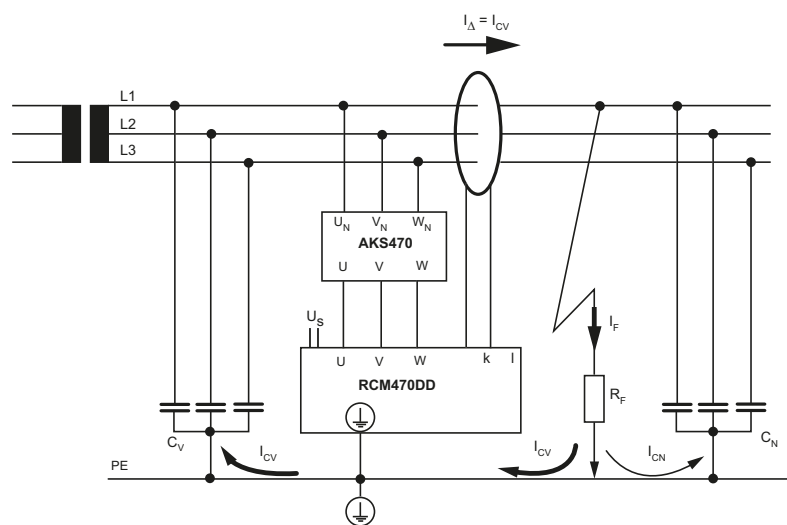 I_Δ = I_CV
L1
L2
L3
U_N V_N W_N
AKS470
U V W
U_S
U V W k l
RCM470DD
I_F
R_F
C_V
I_CV
I_CV
I_CN
C_N
PE